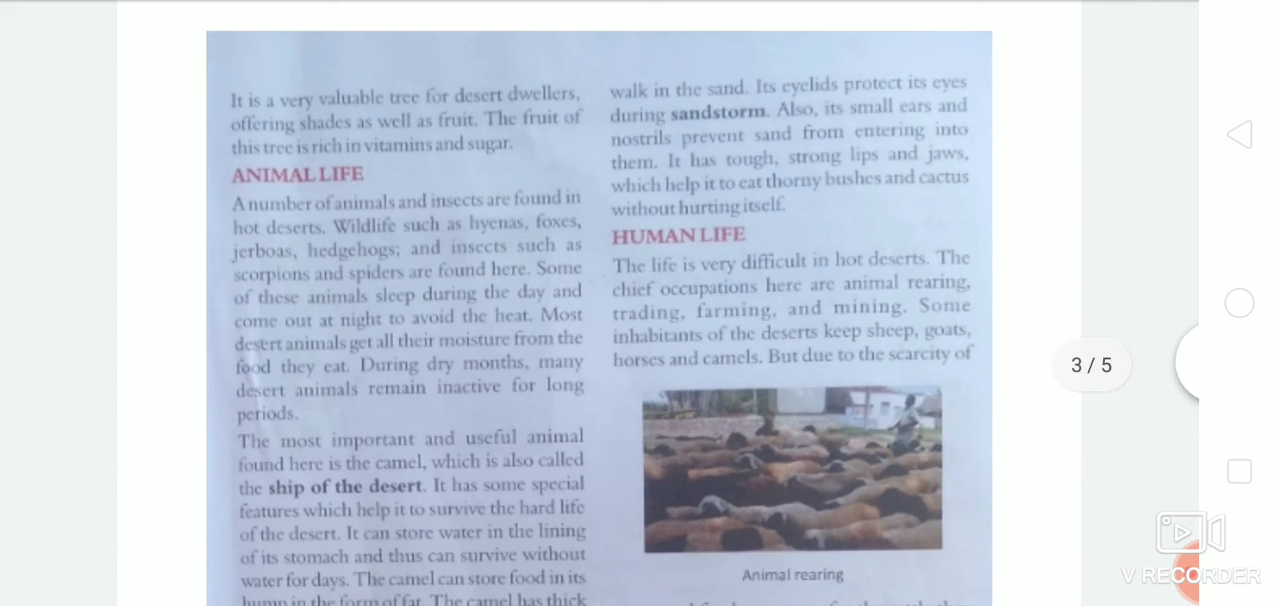 It is a very valuable tree for desert dwellers,
offering shades as well as fruit. The fruit of
this tree is rich in vitamins and sugar.
ANIMAL LIFE
A number of animals and insects are found in
hot deserts. Wildlife such as hyenas, foxes,
jerboas, hedgehogs; and insects such as
scorpions and spiders are found here. Some
of these animals sleep during the day and
come out at night to avoid the heat. Most
desert animals get all their moisture from the
food they eat. During dry months, many
desert animals remain inactive for long
periods.
The most important and useful animal
found here is the camel, which is also called
the ship of the desert. It has some special
features which help it to survive the hard life
of the desert. It can store water in the lining
of its stomach and thus can survive without
water for days. The camel can store food in its
hump in the form of fat. The camel has thick
walk in the sand. Its eyelids protect its eyes
during sandstorm. Also, its small ears and
nostrils prevent sand from entering into
them. It has tough, strong lips and jaws,
which help it to eat thorny bushes and cactus
without hurting itself.
HUMAN LIFE
The life is very difficult in hot deserts. The
chief occupations here are animal rearing,
trading, farming, and mining. Some
inhabitants of the deserts keep sheep, goats,
horses and camels. But due to the scarcity of
Animal rearing
3 / 5
V RECORDER